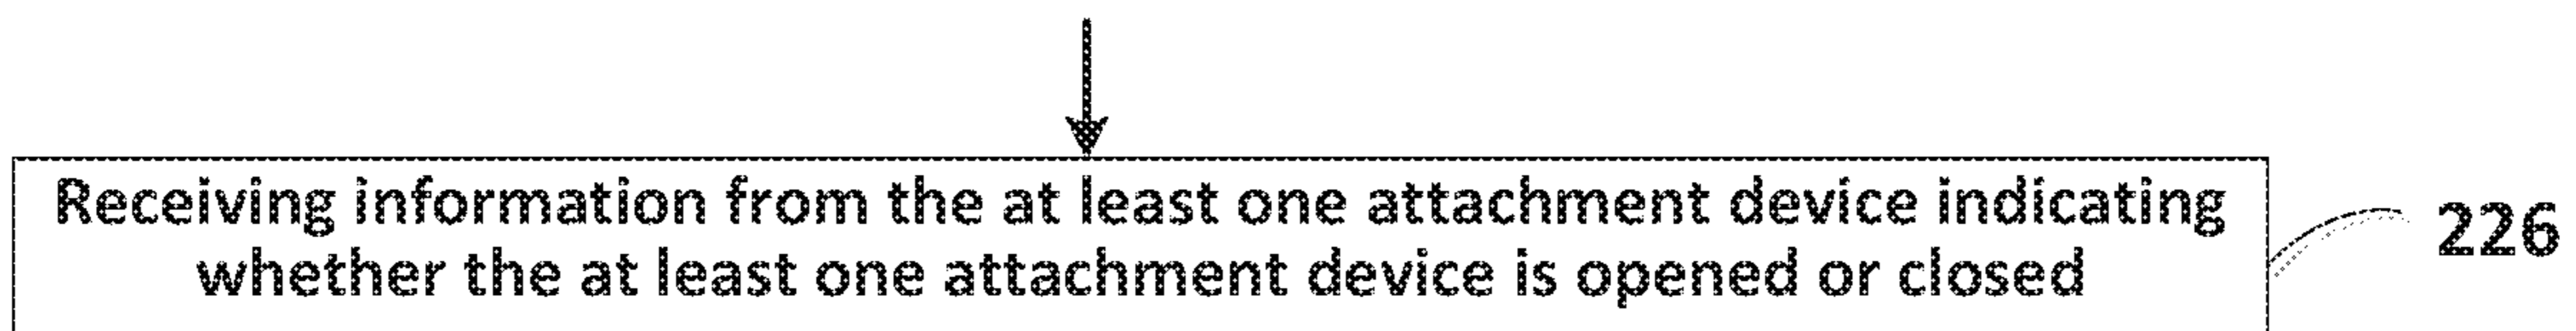 Receiving information from the at least one attachment device indicating
whether the at least one attachment device is opened or closed
226